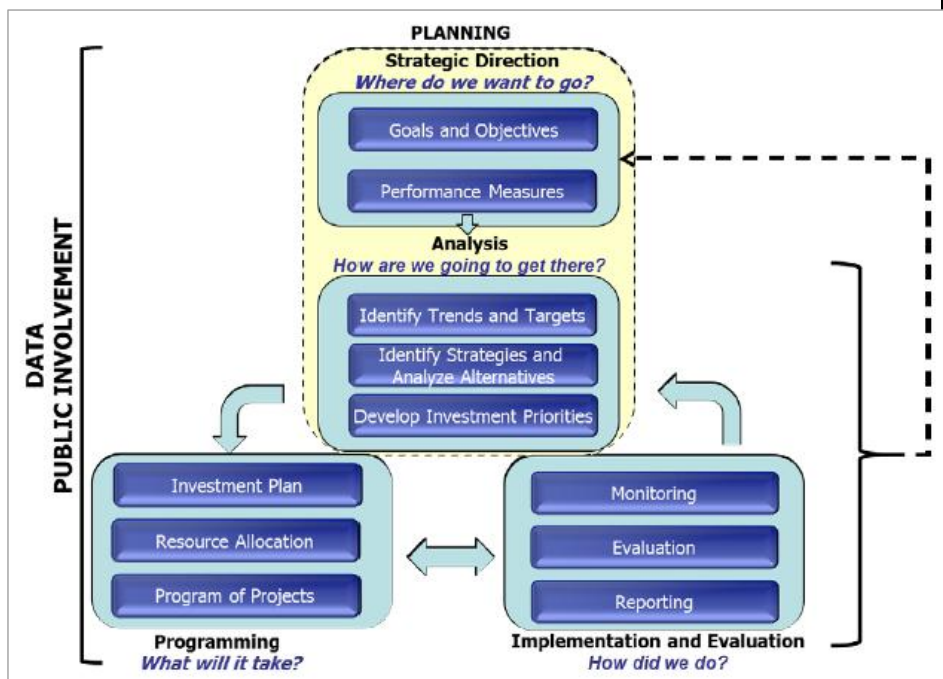 PLANNING
Strategic Direction
Where do we want to go?
Goals and Objectives
Performance Measures
Analysis
How are we going to get there?
Identify Trends and Targets
Identify Strategies and
Analyze Alternatives
Develop Investment Priorities
DATA
PUBLIC INVOLVEMENT
Investment Plan
Resource Allocation
Program of Projects
Programming
What will it take?
Monitoring
Evaluation
Reporting
Implementation and Evaluation
How did we do?